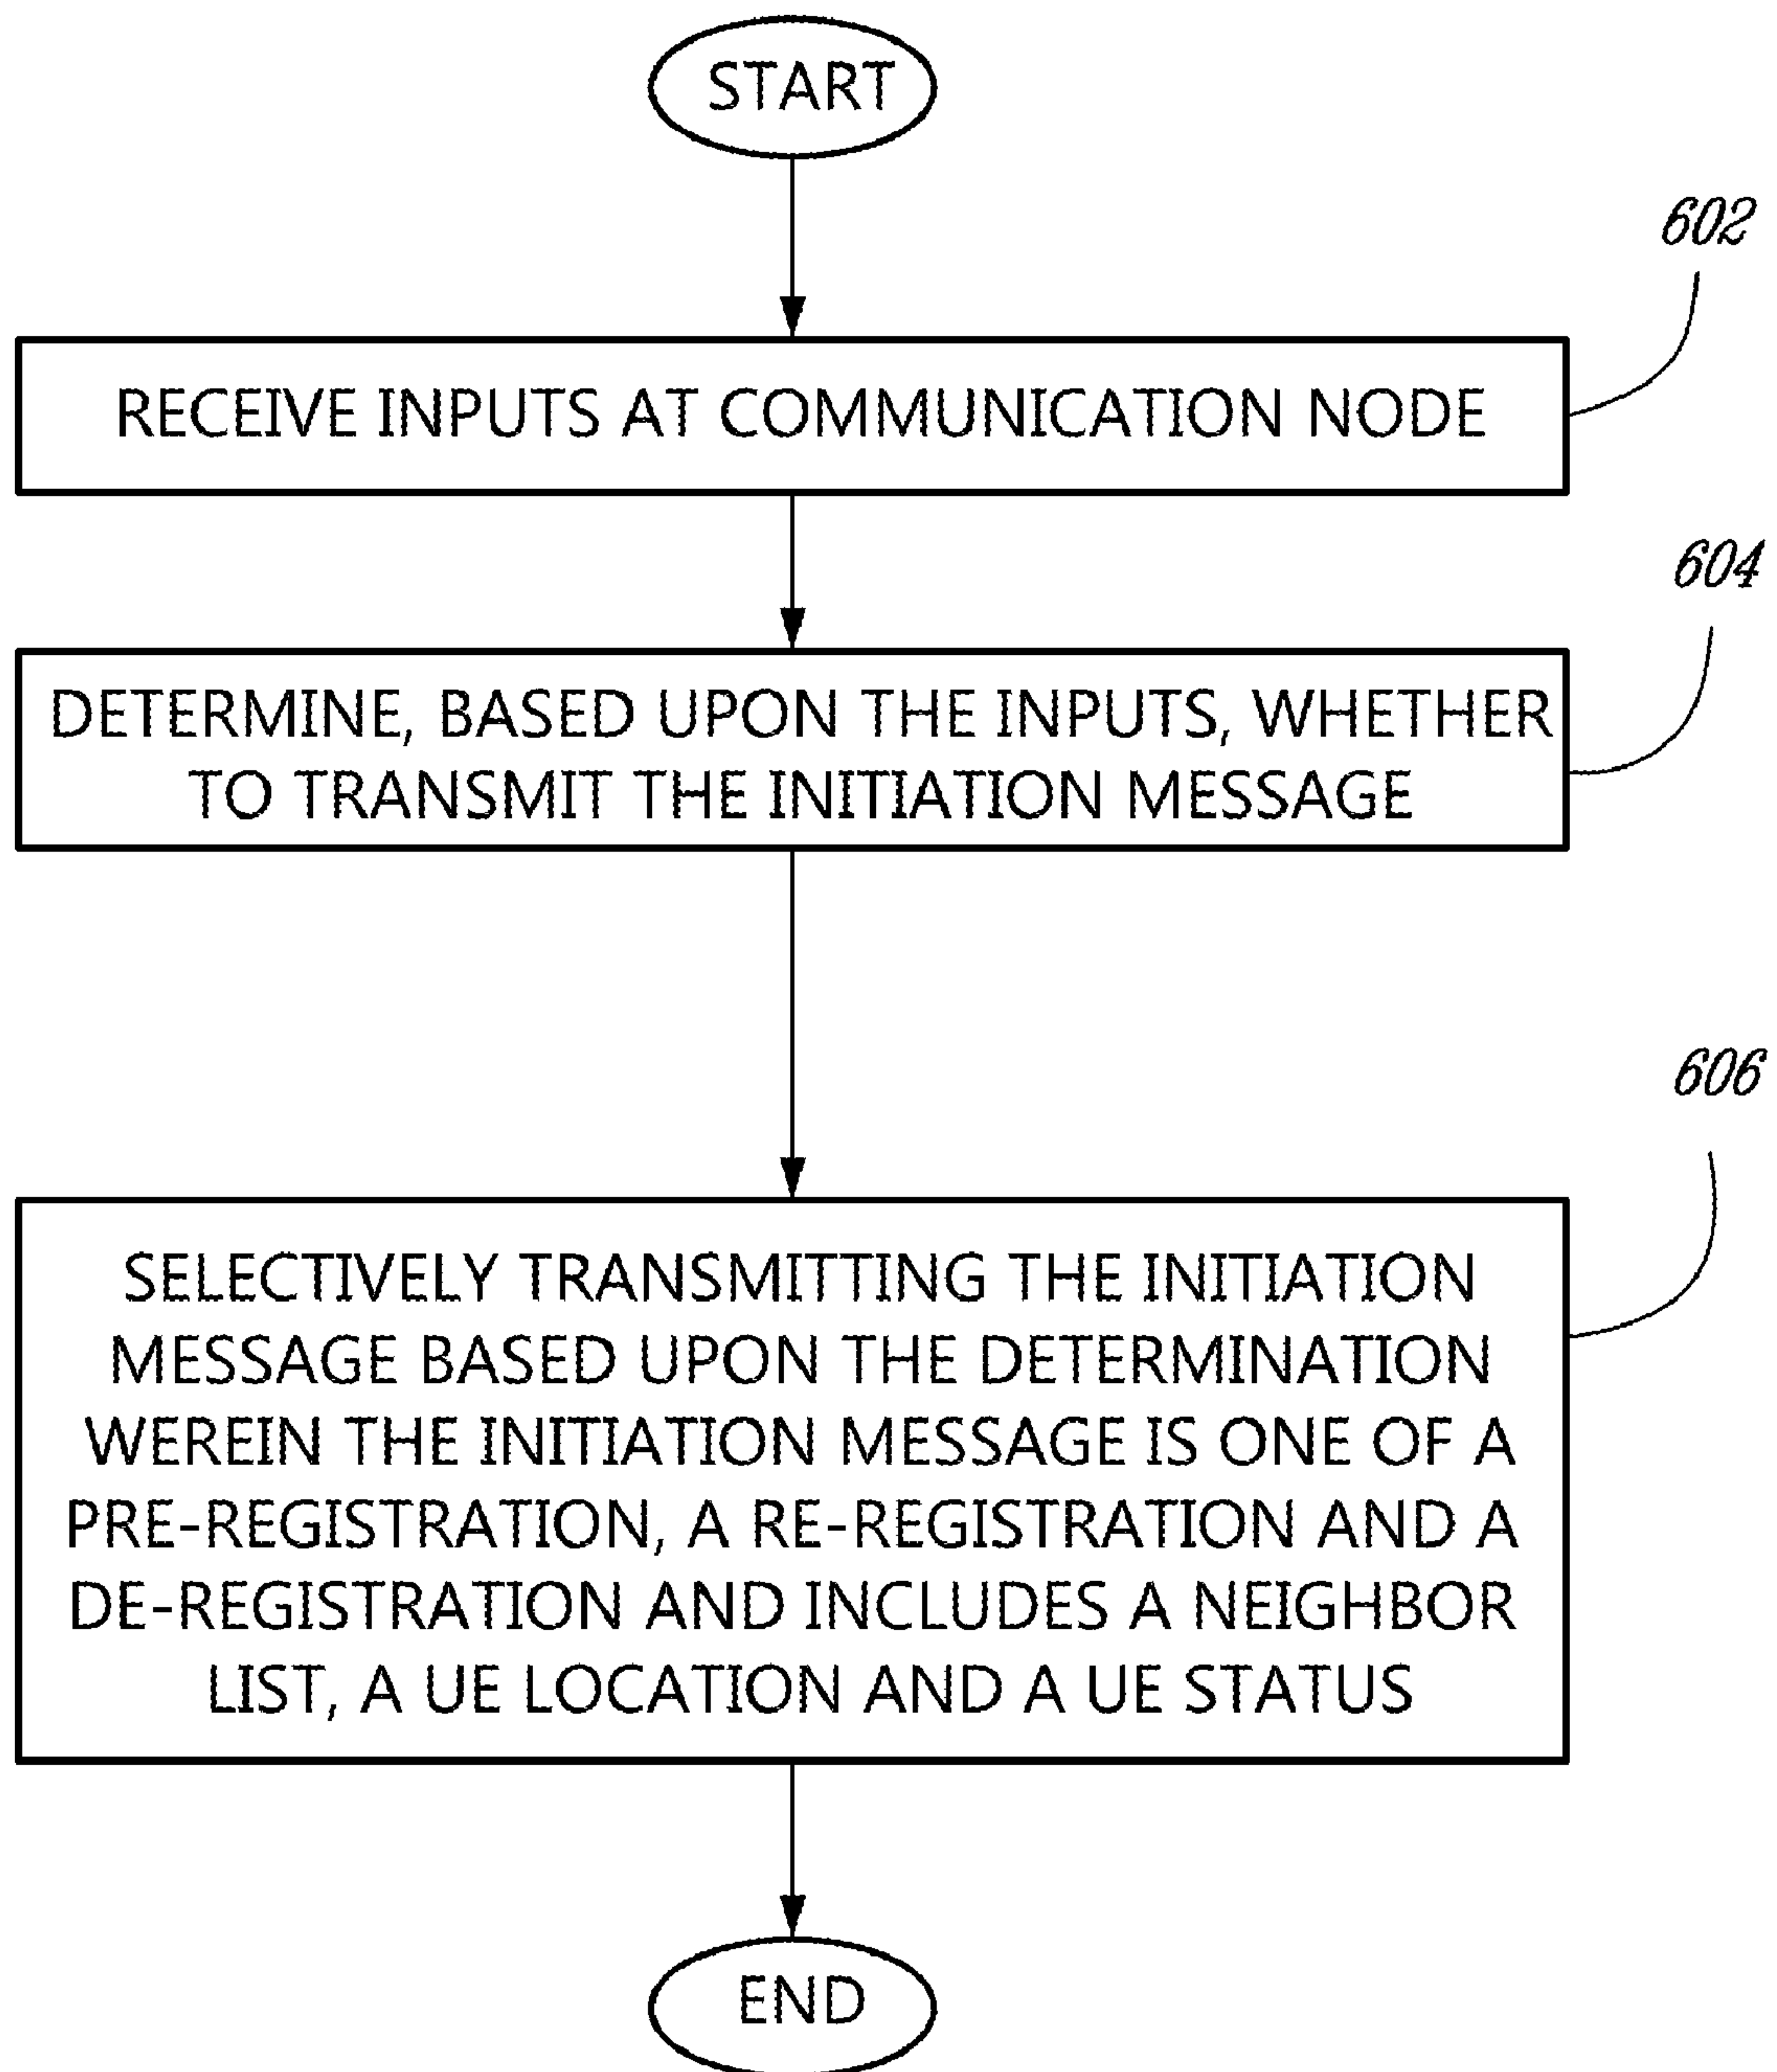 START
602
RECEIVE INPUTS AT COMMUNICATION NODE
604
DETERMINE, BASED UPON THE INPUTS, WHETHER
TO TRANSMIT THE INITIATION MESSAGE
606
SELECTIVELY TRANSMITTING THE INITIATION
MESSAGE BASED UPON THE DETERMINATION
WEREIN THE INITIATION MESSAGE IS ONE OF A
PRE-REGISTRATION, A RE-REGISTRATION AND A
DE-REGISTRATION AND INCLUDES A NEIGHBOR
LIST, A UE LOCATION AND A UE STATUS
END